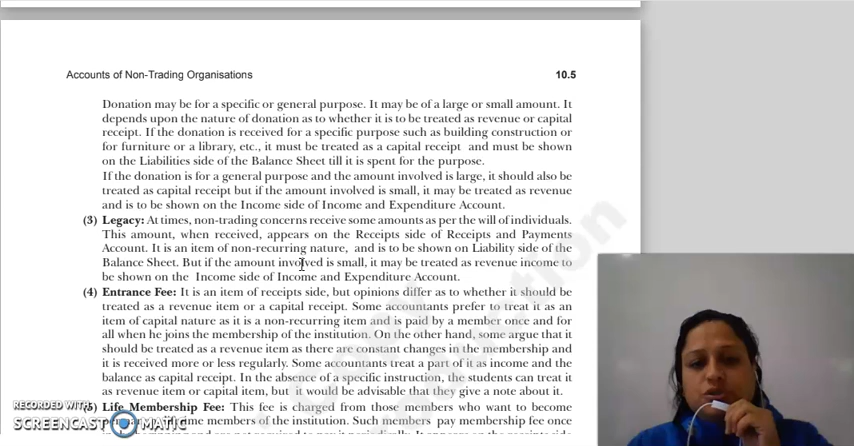 Accounts of Non-Trading Organisations 10.5
Donation may be for a specific or general purpose. It may be of a large or small amount. It
depends upon the nature of donation as to whether it is to be treated as revenue or capital
receipt. If the donation is received for a specific purpose such as building construction or
for furniture or a library, etc., it must be treated as a capital receipt and must be shown
on the Liabilities side of the Balance Sheet till it is spent for the purpose.
If the donation is for a general purpose and the amount involved is large, it should also be
treated as capital receipt but if the amount involved is small, it may be treated as revenue
and is to be shown on the Income side of Income and Expenditure Account.
(3) Legacy: At times, non-trading concerns receive some amounts as per the will of individuals.
This amount, when received, appears on the Receipts side of Receipts and Payments
Account. It is an item of non-recurring nature, and is to be shown on Liability side of the
Balance Sheet. But if the amount involved is small, it may be treated as revenue income to
be shown on the Income side of Income and Expenditure Account.
(4) Entrance Fee: It is an item of receipts side, but opinions differ as to whether it should be
treated as a revenue item or a capital receipt. Some accountants prefer to treat it as an
item of capital nature as it is a non-recurring item and is paid by a member once and for
all when he joins the membership of the institution. On the other hand, some argue that it
should be treated as a revenue item as there are constant changes in the membership and
it is received more or less regularly. Some accountants treat a part of it as income and the
balance as capital receipt. In the absence of a specific instruction, the students can treat it
as revenue item or capital item, but it would be advisable that they give a note about it.
Life Membership Fee: This fee is charged from those members who want to become
members of the institution. Such members pay membership fee once
RECORDED WITH
SCREENCAST MATIC